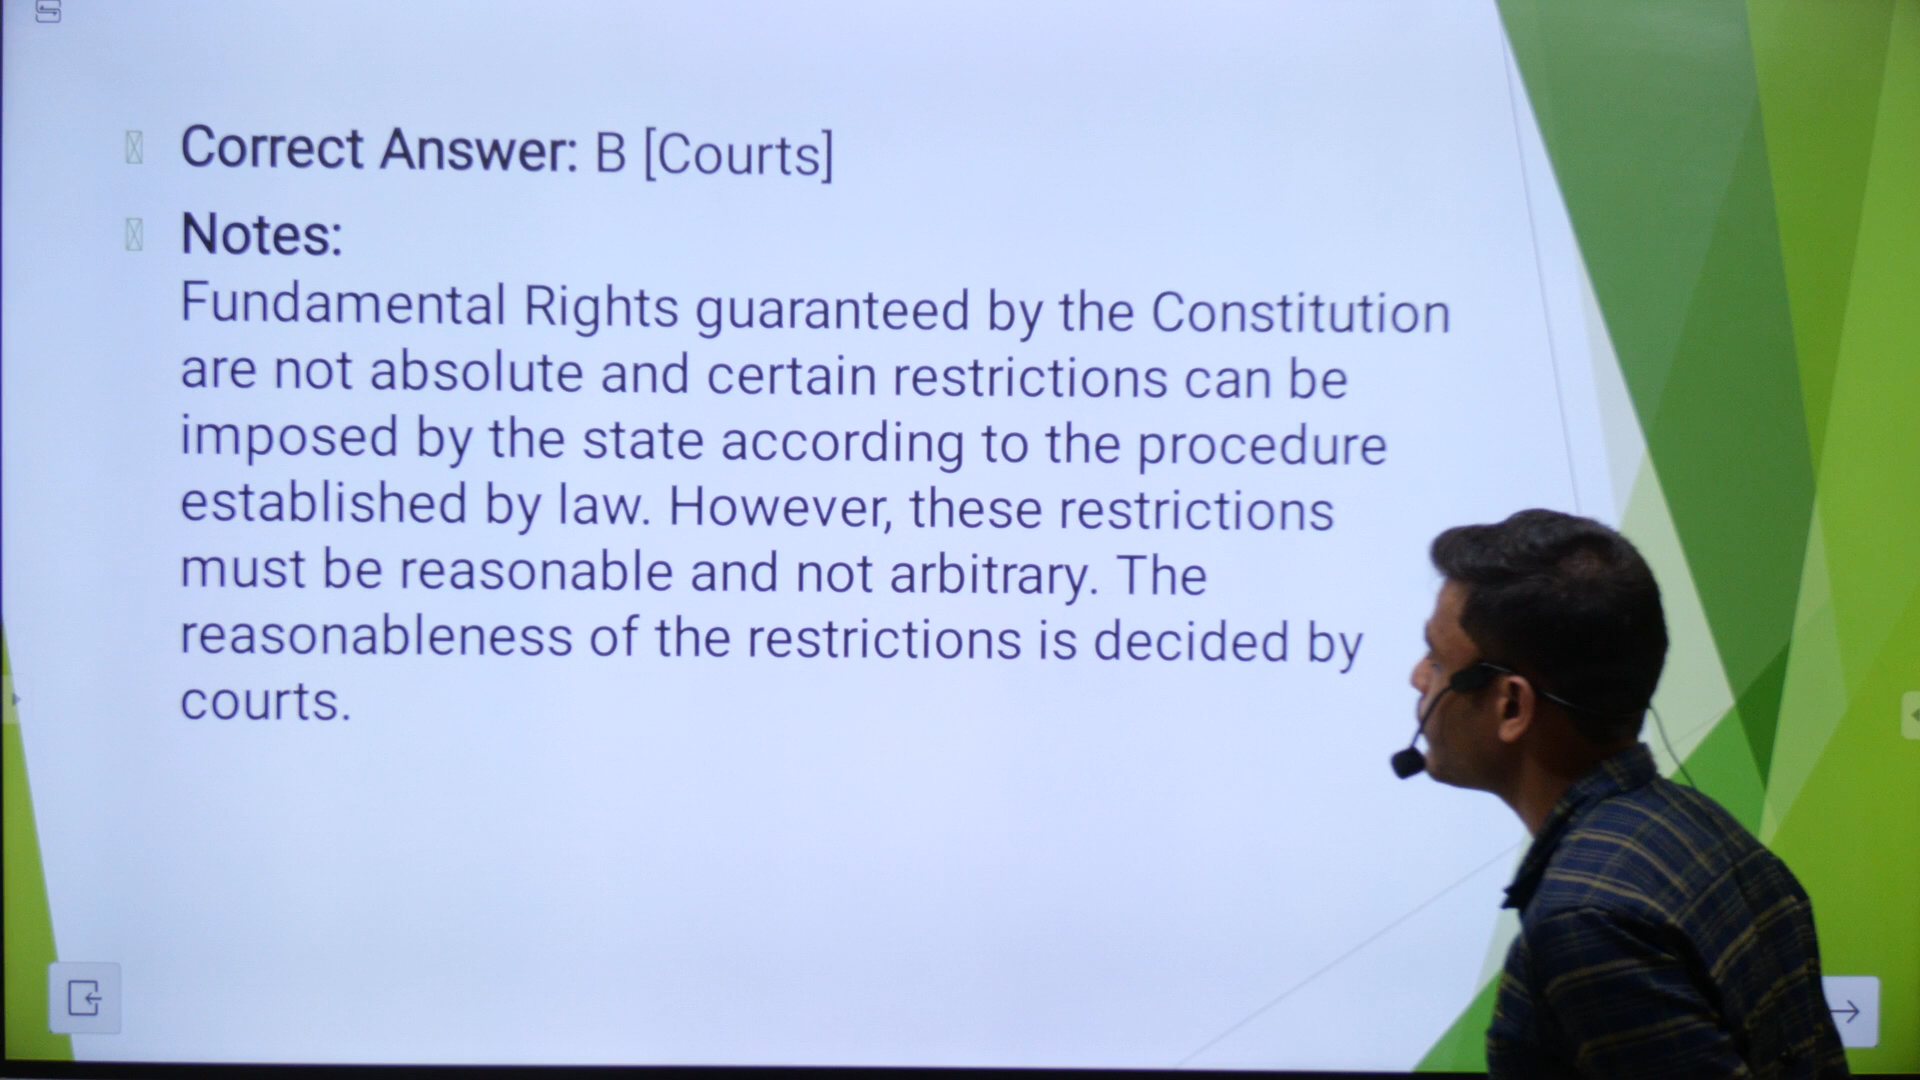 Correct Answer: B [Courts]
Notes:
Fundamental Rights guaranteed by the Constitution
are not absolute and certain restrictions can be
imposed by the state according to the procedure
established by law. However, these restrictions
must be reasonable and not arbitrary. The
reasonableness of the restrictions is decided by
courts.